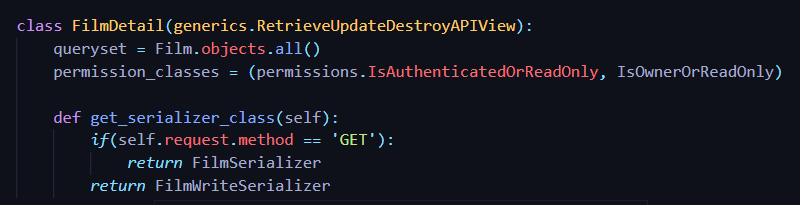 class FilmDetail(generics.RetrieveUpdateDestroyAPIView):
    queryset = Film.objects.all()
    permission_classes = (permissions.IsAuthenticatedOrReadOnly, IsOwnerOrReadOnly)

    def get_serializer_class(self):
        if(self.request.method == 'GET'):
            return FilmSerializer
        return FilmWriteSerializer